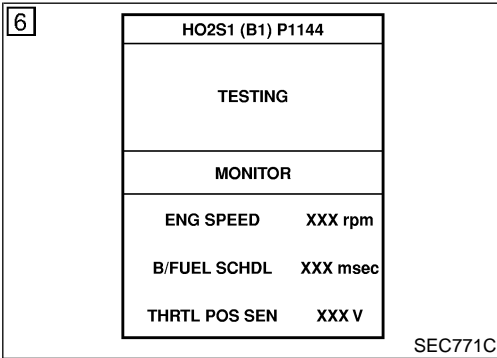 6
HO2S1 (B1) P1144
TESTING
MONITOR
ENG SPEED XXX rpm
B/FUEL SCHDL XXX msec
THRTL POS SEN XXX V
SEC771C